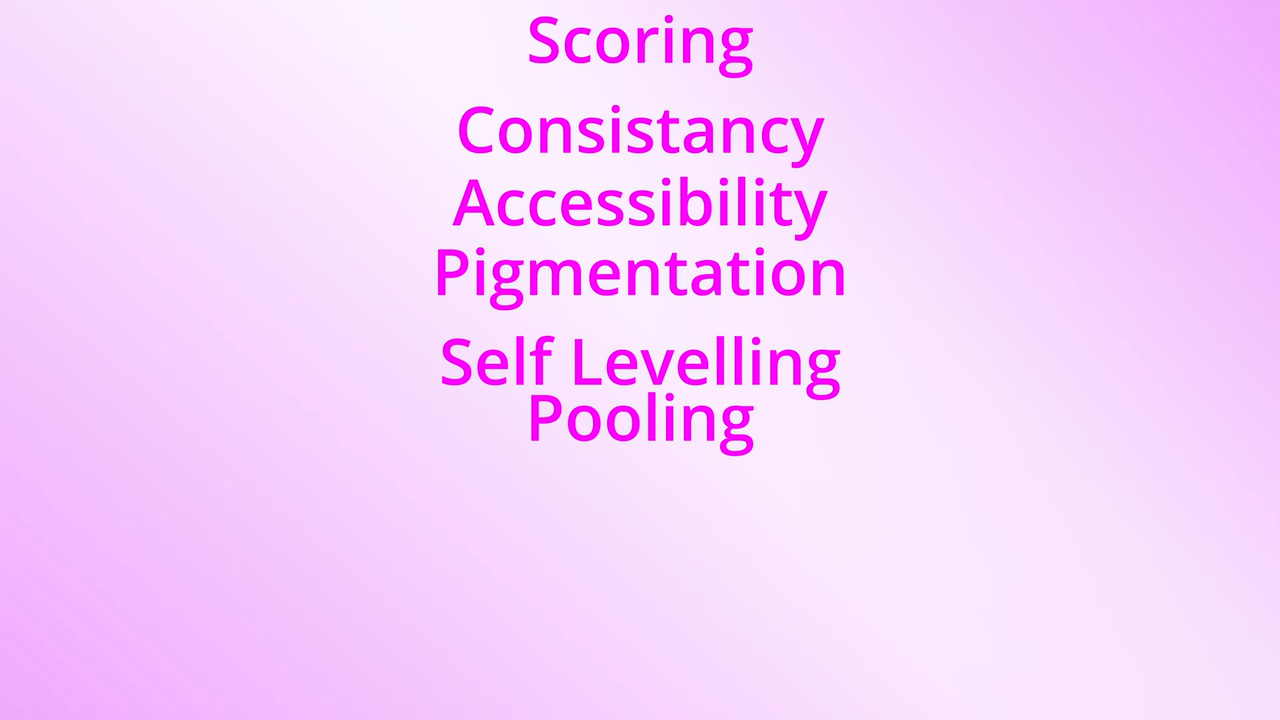 Scoring
Consistancy
Accessibility
Pigmentation
Self Levelling
Pooling